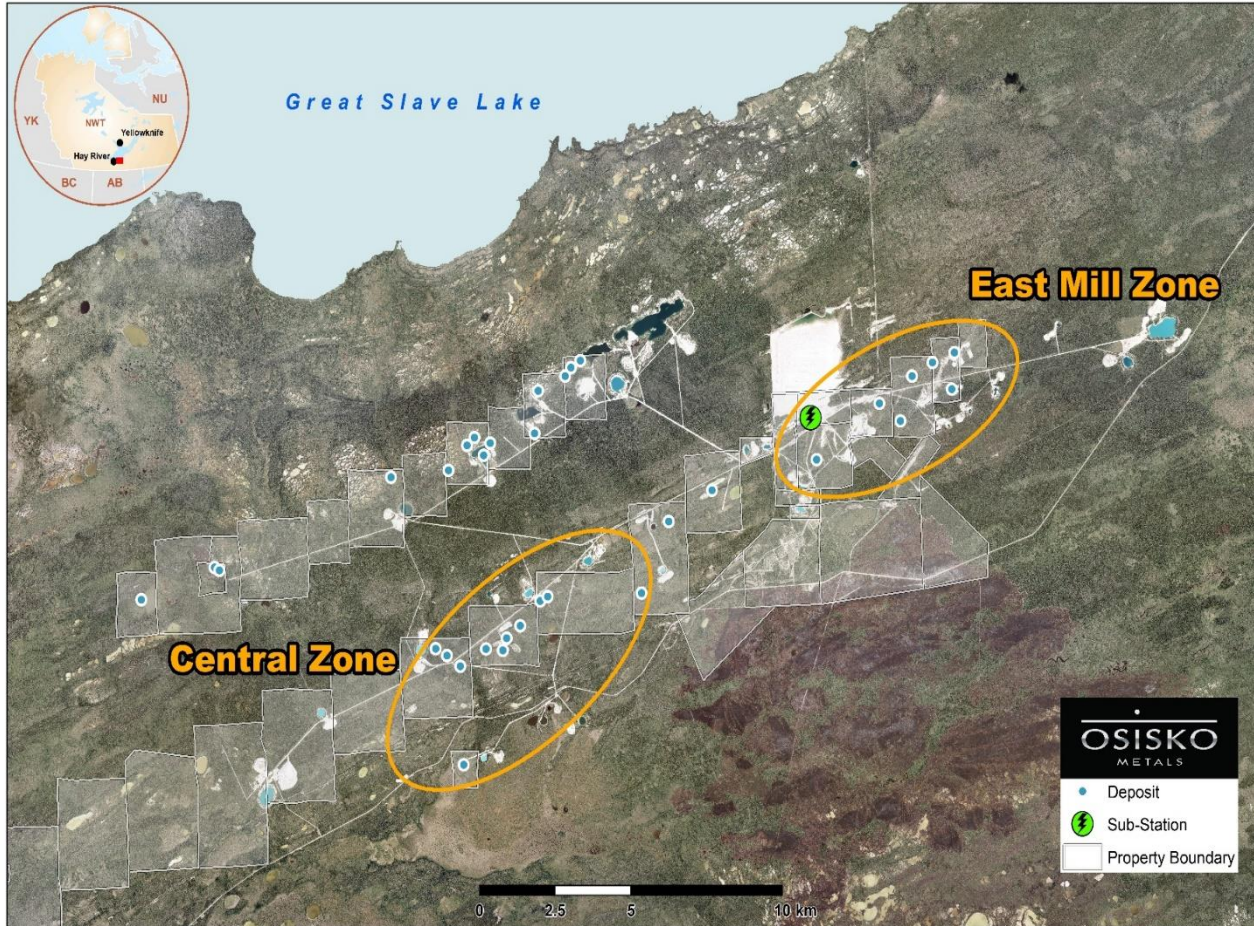 NU
YK
NWT
Yellowknife
Hay River
BC
AB
Great Slave Lake
East Mill Zone
Central Zone
OSISKO
METALS
Deposit
Sub-Station
Property Boundary
0 2.5 5 10 km